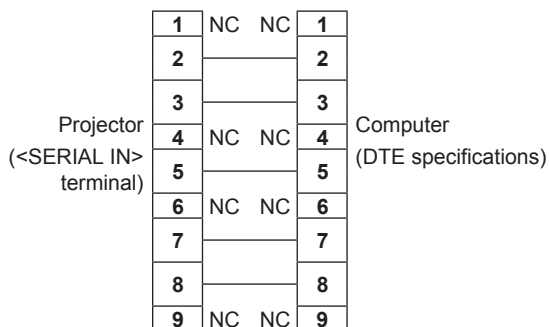 1 NC NC 1
2 2
3 3
Projector
(<SERIAL IN>
terminal)
4 NC NC 4
Computer
(DTE specifications)
5 5
6 NC NC 6
7 7
8 8
9 NC NC 9